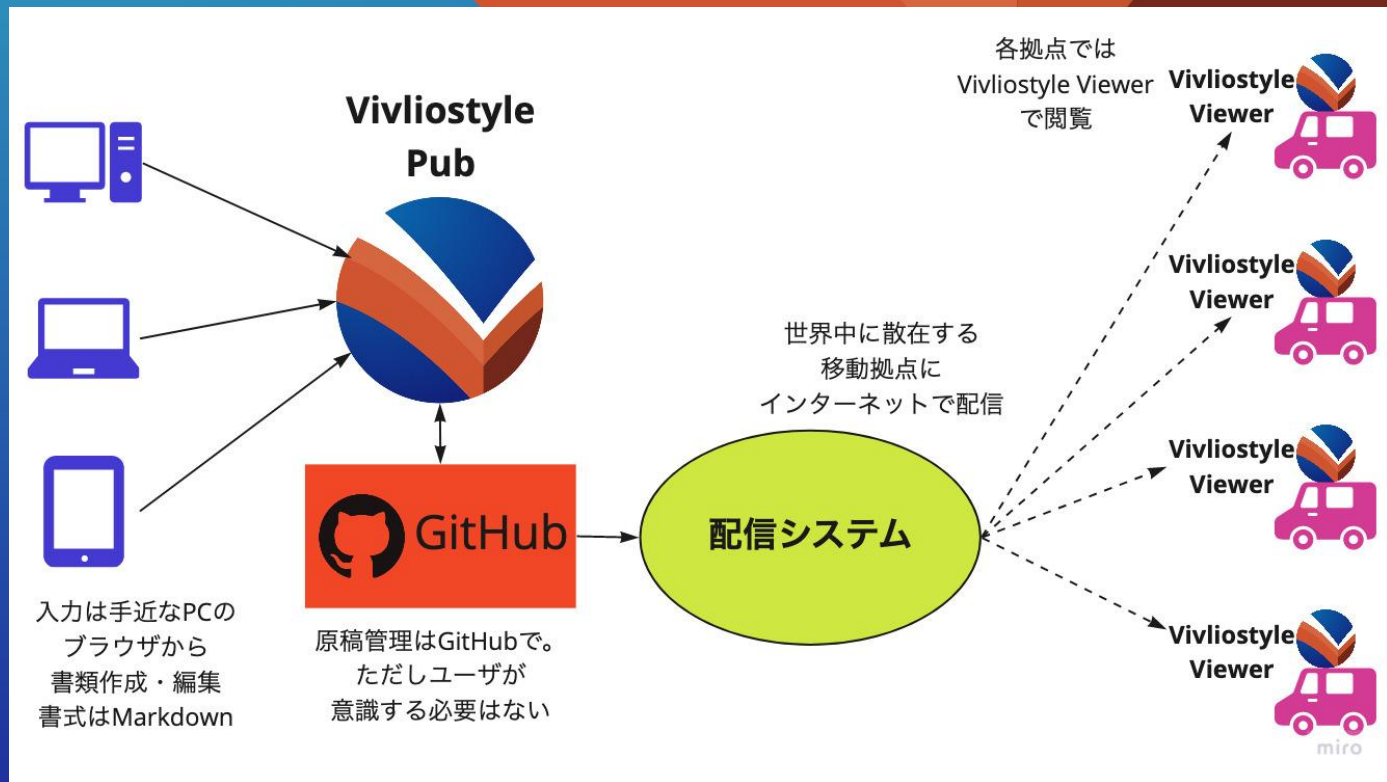 Vivliostyle
Pub
入力は手近なPCの
ブラウザから
書類作成・編集
書式はMarkdown
GitHub
原稿管理はGitHubで。
ただしユーザが
意識する必要はない
世界中に散在する
移動拠点に
インターネットで配信
配信システム
各拠点では
Vivliostyle Viewer
で閲覧
Vivliostyle
Viewer
Vivliostyle
Viewer
Vivliostyle
Viewer
Vivliostyle
Viewer
miro